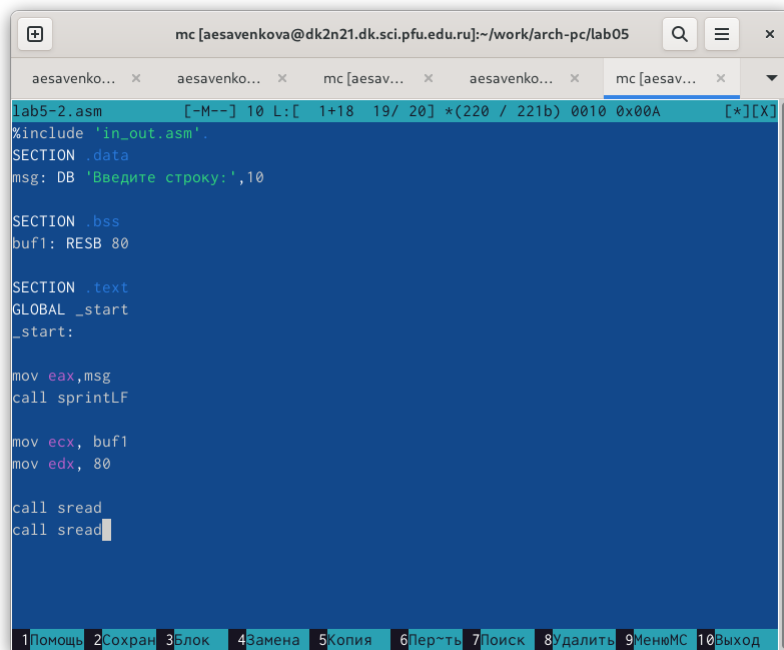 mc [aesavenkova@dk2n21.dk.sci.pfu.edu.ru]:~/work/arch-pc/lab05
aesavenko... × aesavenko... × mc [aesav... × aesavenko... × mc [aesav... ×
lab5-2.asm [-M--] 10 L:[ 1+18 19/ 20] *(220 / 221b) 0010 0x00A [*][X]
%include 'in_out.asm'.
SECTION .data
msg: DB 'Введите строку:',10
SECTION .bss
buf1: RESB 80
SECTION .text
GLOBAL _start
_start:
mov eax,msg
call sprintLF
mov ecx, buf1
mov edx, 80
call sread
call sread
1Помощь 2Сохран 3Блок 4Замена 5Копия 6Пер~ть 7Поиск 8Удалить 9МенюMC 10Выход